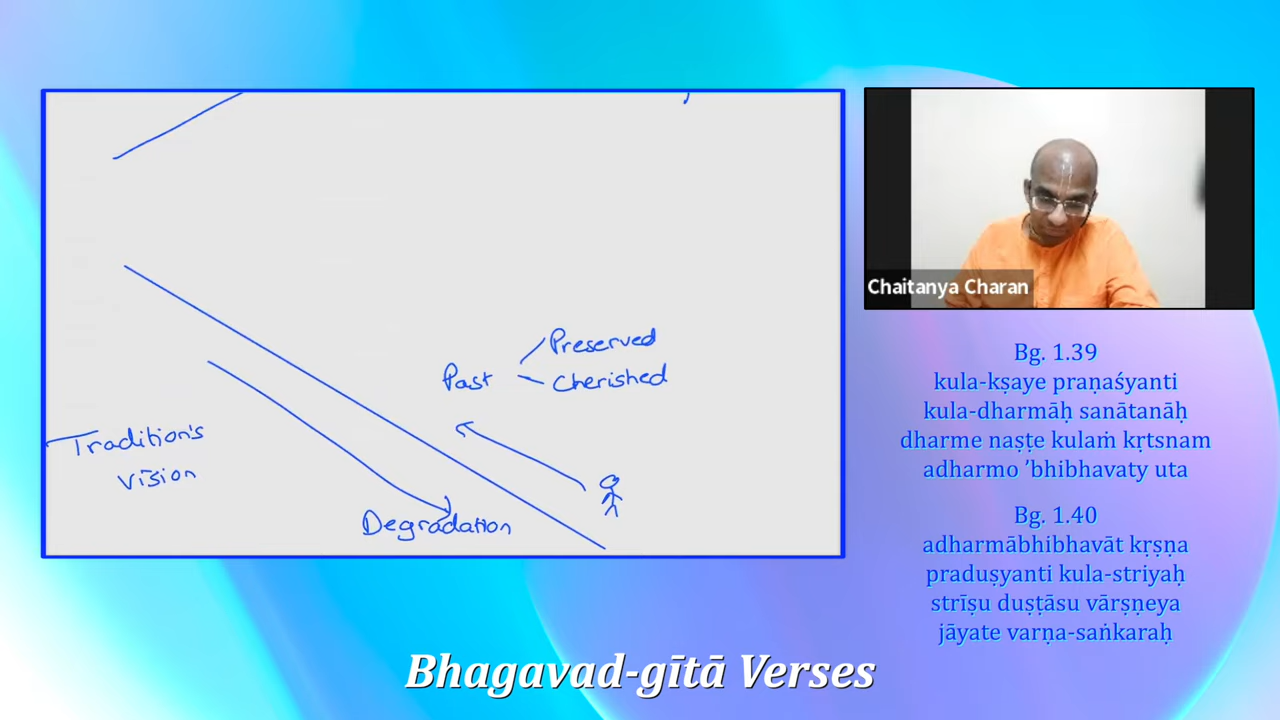 Past
Preserved
Cherished
Tradition's
vision
Degradation
Chaitanya Charan
Bg. 1.39
kula-kṣaye praṇaśyanti
kula-dharmāḥ sanātanāḥ
dharme naṣṭe kulaṁ kṛtsnam
adharmo ’bhibhavaty uta
Bg. 1.40
adharmābhibhavāt kṛṣṇa
praduṣyanti kula-striyaḥ
strīṣu duṣṭāsu vārṣṇeya
jāyate varṇa-saṅkaraḥ
Bhagavad-gītā Verses